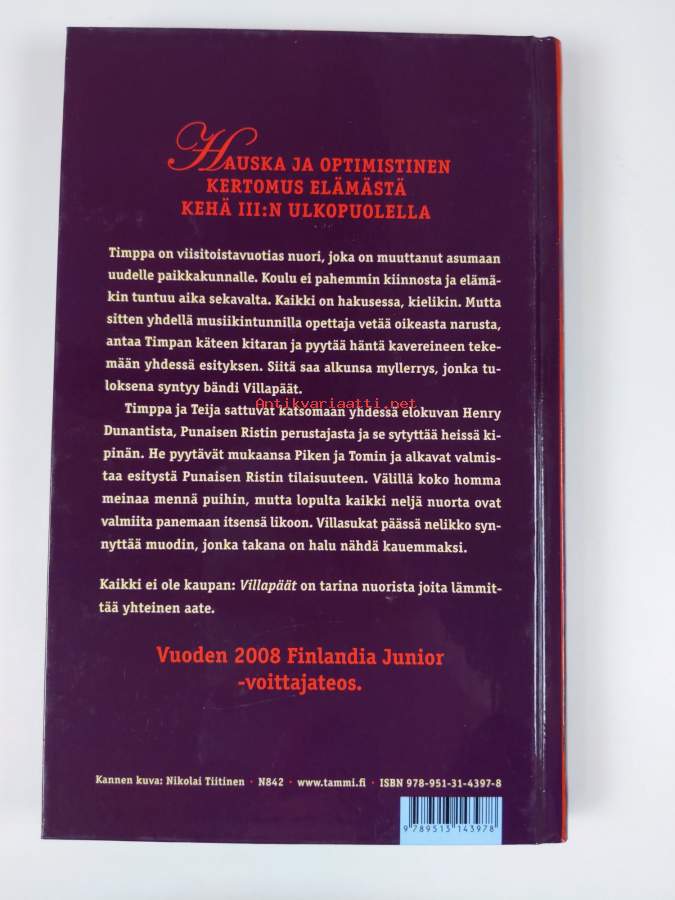 HAUSKA JA OPTIMISTINEN
KERTOMUS ELÄMÄSTÄ
KEHÄ III:N ULKOPUOLELLA
Timppa on viisitoistavuotias nuori, joka on muuttanut asumaan
uudelle paikkakunnalle. Koulu ei pahemmin kiinnosta ja elämä-
kin tuntuu aika sekavalta. Kaikki on hakusessa, kielikin. Mutta
sitten yhdellä musiikintunnilla opettaja vetää oikeasta narusta,
antaa Timpan käteen kitaran ja pyytää häntä kavereineen teke-
mään yhdessä esityksen. Siitä saa alkunsa myllerrys, jonka tu-
loksena syntyy bändi Villapäät.
Antikvariaatti.net
Timppa ja Teija sattuvat katsomaan yhdessä elokuvan Henry
Dunantista, Punaisen Ristin perustajasta ja se sytyttää heissä ki-
pinän. He pyytävät mukaansa Piken ja Tomin ja alkavat valmis-
taa esitystä Punaisen Ristin tilaisuuteen. Välillä koko homma
meinaa mennä puihin, mutta lopulta kaikki neljä nuorta ovat
valmiita panemaan itsensä likoon. Villasukat päässä nelikko syn-
nyttää muodin, jonka takana on halu nähdä kauemmaksi.
Kaikki ei ole kaupan: Villapäät on tarina nuorista joita lämmit-
tää yhteinen aate.
Vuoden 2008 Finlandia Junior
-voittajateos.
Kannen kuva: Nikolai Tiitinen · N842 · www.tammi.fi · ISBN 978-951-31-4397-8
9 789513 143978